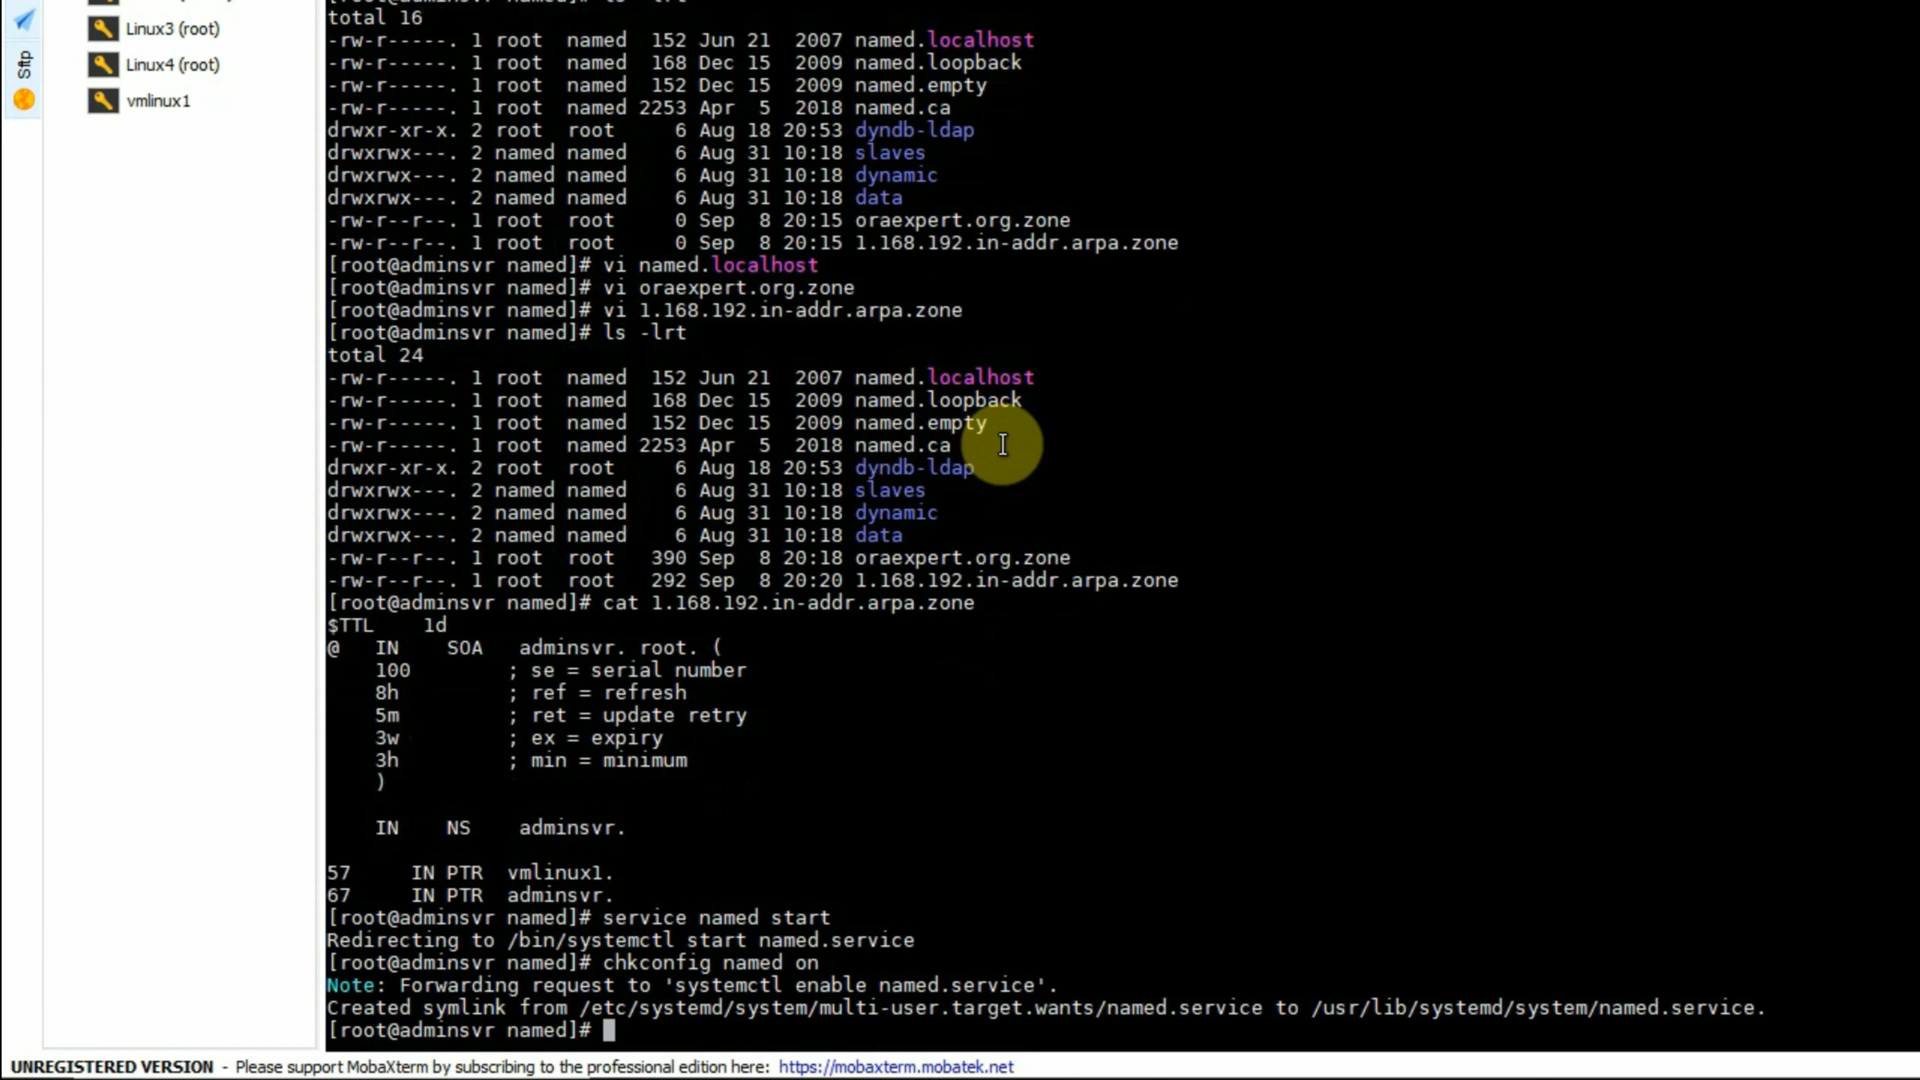 Linux3 (root)
Linux4 (root)
vmlinux1
Sftp
total 16
-rw-r-----. 1 root  named  152 Jun 21  2007 named.localhost
-rw-r-----. 1 root  named  168 Dec 15  2009 named.loopback
-rw-r-----. 1 root  named  152 Dec 15  2009 named.empty
-rw-r-----. 1 root  named 2253 Apr  5  2018 named.ca
drwxr-xr-x. 2 root  root     6 Aug 18 20:53 dyndb-ldap
drwxrwx---. 2 named named    6 Aug 31 10:18 slaves
drwxrwx---. 2 named named    6 Aug 31 10:18 dynamic
drwxrwx---. 2 named named    6 Aug 31 10:18 data
-rw-r--r--. 1 root  root     0 Sep  8 20:15 oraexpert.org.zone
-rw-r--r--. 1 root  root     0 Sep  8 20:15 1.168.192.in-addr.arpa.zone
[root@adminsvr named]# vi named.localhost
[root@adminsvr named]# vi oraexpert.org.zone
[root@adminsvr named]# vi 1.168.192.in-addr.arpa.zone
[root@adminsvr named]# ls -lrt
total 24
-rw-r-----. 1 root  named  152 Jun 21  2007 named.localhost
-rw-r-----. 1 root  named  168 Dec 15  2009 named.loopback
-rw-r-----. 1 root  named  152 Dec 15  2009 named.empty
-rw-r-----. 1 root  named 2253 Apr  5  2018 named.ca
drwxr-xr-x. 2 root  root     6 Aug 18 20:53 dyndb-ldap
drwxrwx---. 2 named named    6 Aug 31 10:18 slaves
drwxrwx---. 2 named named    6 Aug 31 10:18 dynamic
drwxrwx---. 2 named named    6 Aug 31 10:18 data
-rw-r--r--. 1 root  root   390 Sep  8 20:18 oraexpert.org.zone
-rw-r--r--. 1 root  root   292 Sep  8 20:20 1.168.192.in-addr.arpa.zone
[root@adminsvr named]# cat 1.168.192.in-addr.arpa.zone
$TTL    1d
@   IN    SOA   adminsvr. root. (
    100        ; se = serial number
    8h         ; ref = refresh
    5m         ; ret = update retry
    3w         ; ex = expiry
    3h         ; min = minimum
    )
    IN    NS    adminsvr.
57     IN PTR  vmlinux1.
67     IN PTR  adminsvr.
[root@adminsvr named]# service named start
Redirecting to /bin/systemctl start named.service
[root@adminsvr named]# chkconfig named on
Note: Forwarding request to 'systemctl enable named.service'.
Created symlink from /etc/systemd/system/multi-user.target.wants/named.service to /usr/lib/systemd/system/named.service.
[root@adminsvr named]#
UNREGISTERED VERSION - Please support MobaXterm by subscribing to the professional edition here: https://mobaxterm.mobatek.net